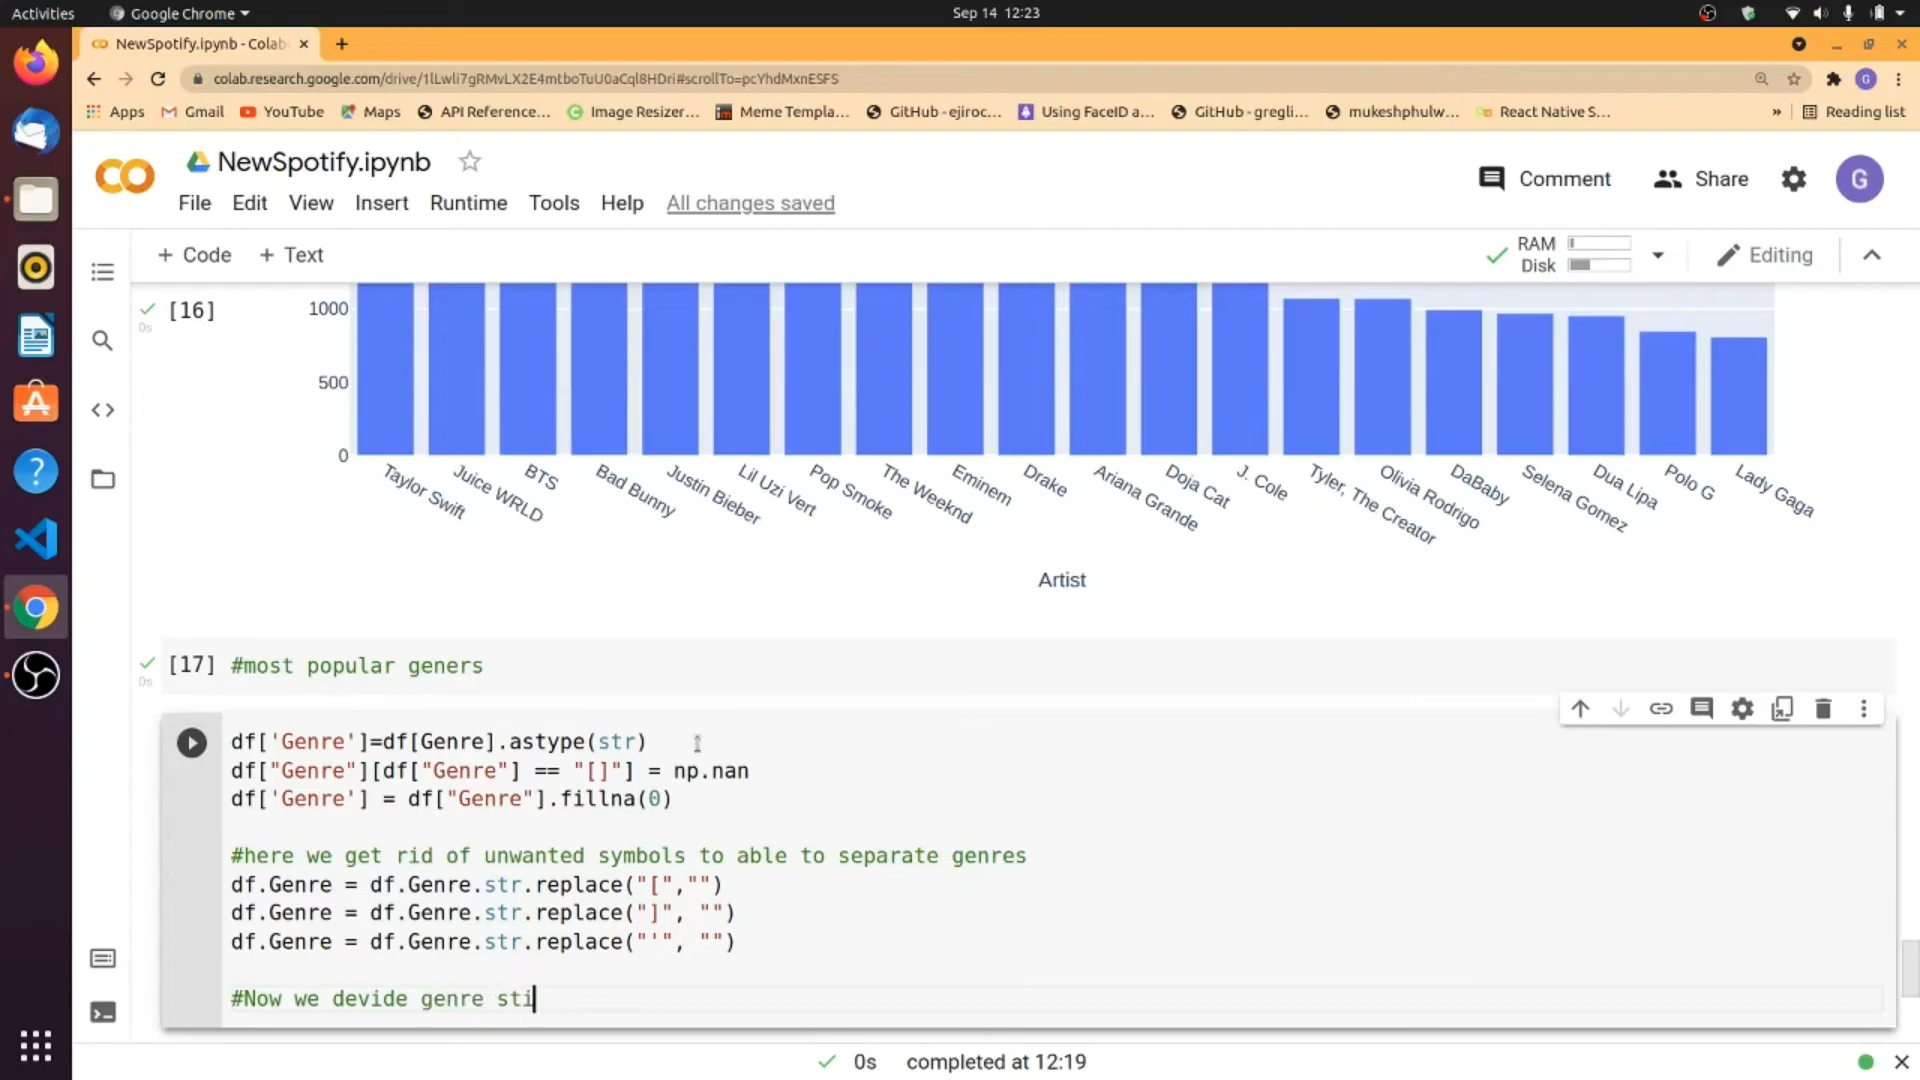 Activities
Google Chrome
Sep 14 12:23
NewSpotify.ipynb - Colab
colab.research.google.com/drive/1lLwli7gRMvLX2E4mtboTuU0aCql8HDri#scrollTo=pcYhdMxnESFS
G
Apps
Gmail
YouTube
Maps
API Reference...
Image Resizer...
Meme Templa...
GitHub - ejiroc...
Using FaceID a...
GitHub - gregli...
mukeshphulw...
React Native S...
»
Reading list
NewSpotify.ipynb
Comment
Share
G
File Edit View Insert Runtime Tools Help All changes saved
+ Code + Text
RAM
Disk
Editing
[16]
1000
500
0
Taylor Swift
Juice WRLD
BTS
Bad Bunny
Justin Bieber
Lil Uzi Vert
Pop Smoke
The Weeknd
Eminem
Drake
Ariana Grande
Doja Cat
J. Cole
Tyler, The Creator
Olivia Rodrigo
DaBaby
Selena Gomez
Dua Lipa
Polo G
Lady Gaga
Artist
0s
[17] #most popular geners
0s
df['Genre']=df[Genre].astype(str)
df["Genre"][df["Genre"] == "[]"] = np.nan
df['Genre'] = df["Genre"].fillna(0)
#here we get rid of unwanted symbols to able to separate genres
df.Genre = df.Genre.str.replace("[","")
df.Genre = df.Genre.str.replace("]", "")
df.Genre = df.Genre.str.replace("'", "")
#Now we devide genre sti
0s completed at 12:19